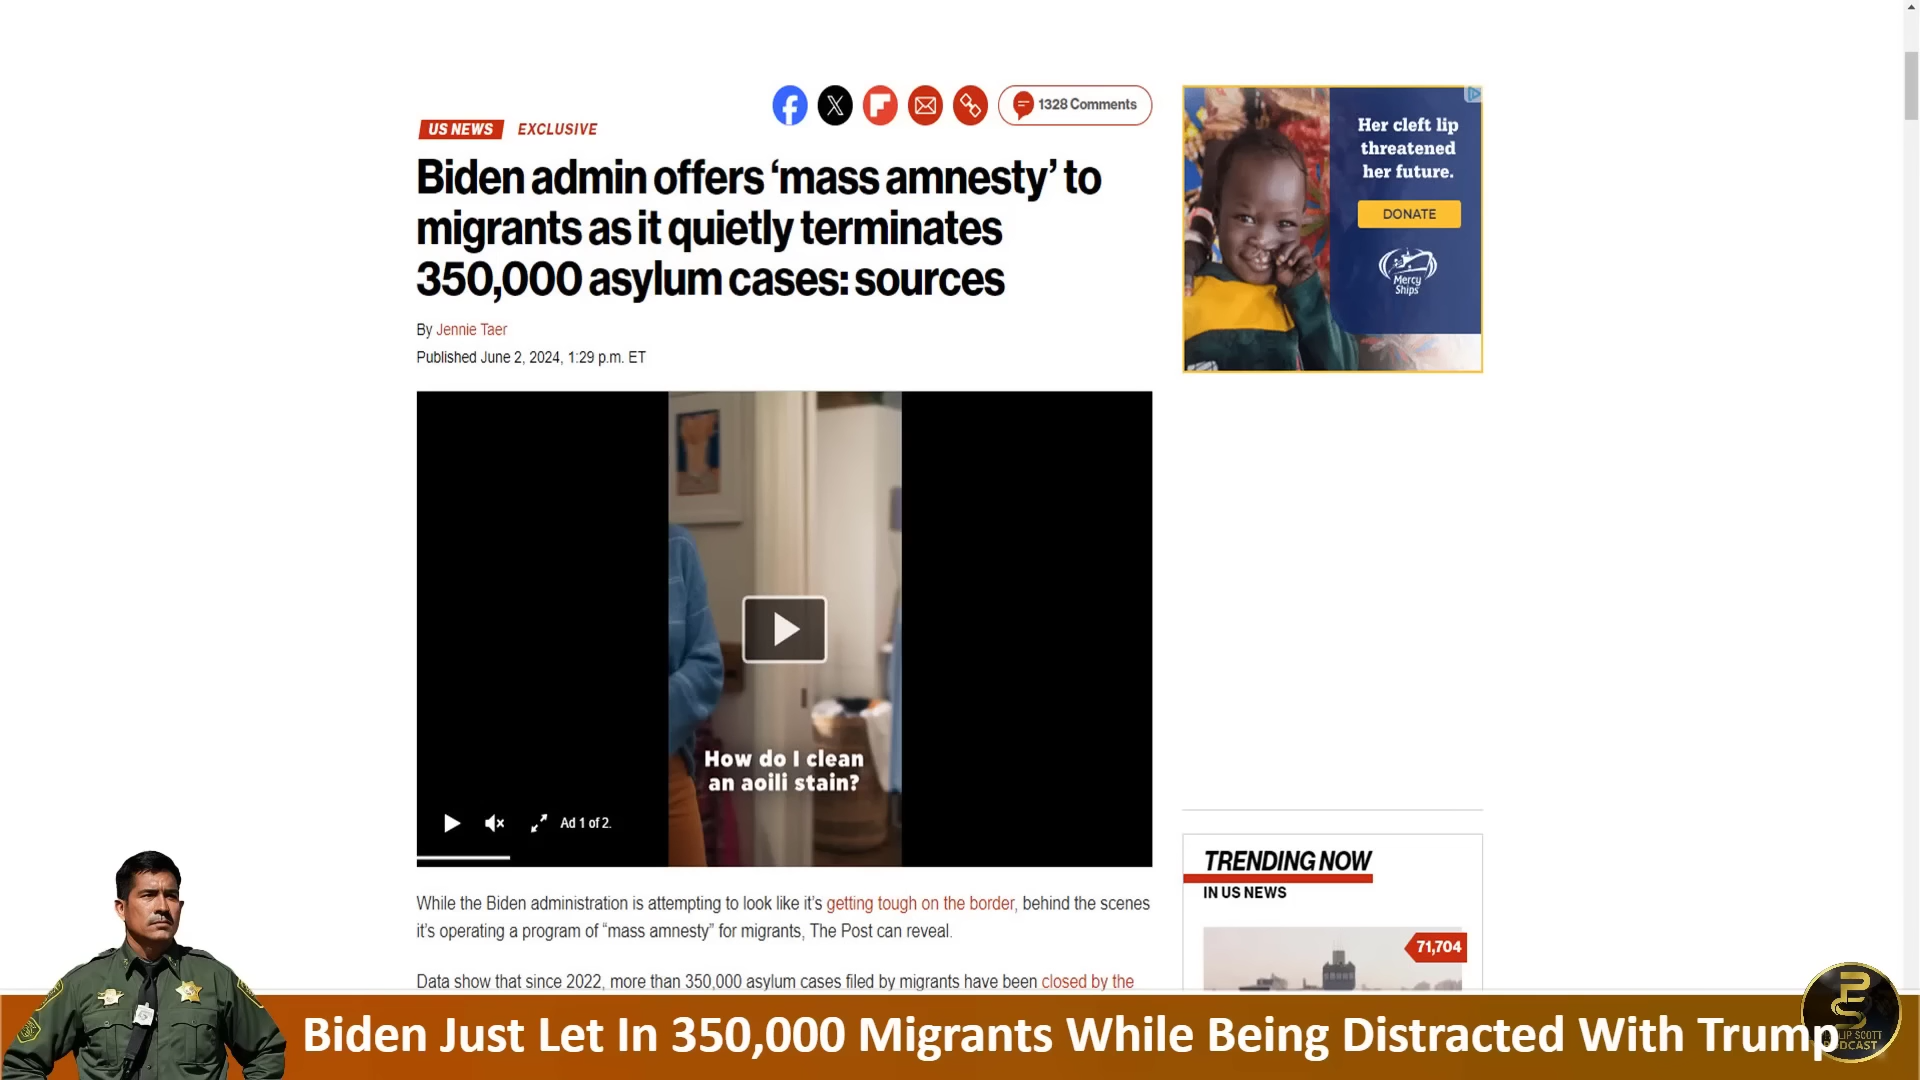 1328 Comments
US NEWS EXCLUSIVE
Biden admin offers ‘mass amnesty’ to
migrants as it quietly terminates
350,000 asylum cases: sources
By Jennie Taer
Published June 2, 2024, 1:29 p.m. ET
Her cleft lip
threatened
her future.
DONATE
Mercy
Ships
How do I clean
an aoili stain?
Ad 1 of 2.
While the Biden administration is attempting to look like it’s getting tough on the border, behind the scenes
it’s operating a program of “mass amnesty” for migrants, The Post can reveal.
Data show that since 2022, more than 350,000 asylum cases filed by migrants have been closed by the
TRENDING NOW
IN US NEWS
71,704
Biden Just Let In 350,000 Migrants While Being Distracted With Trump
SCOTT